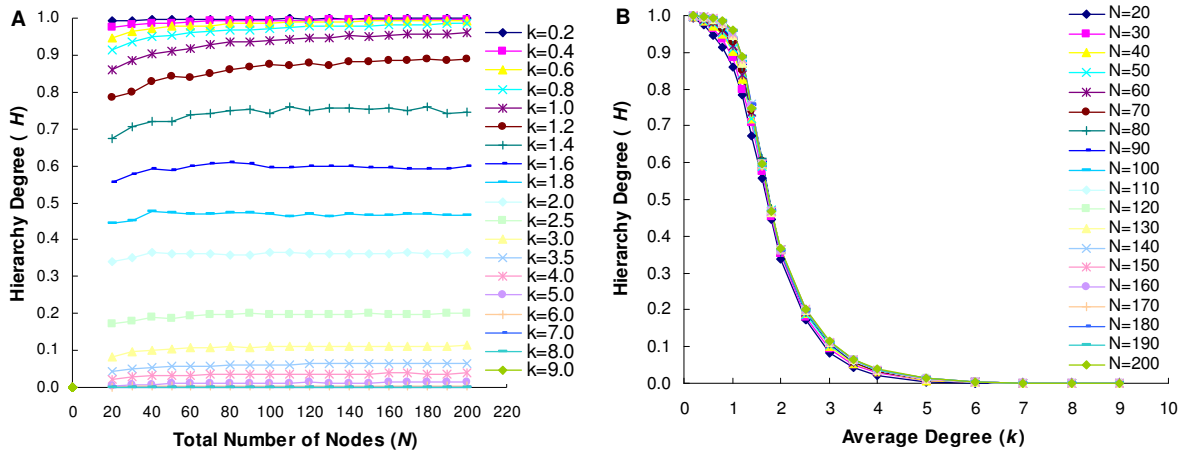 A
Hierarchy Degree ( H)
1.0
0.9
0.8
0.7
0.6
0.5
0.4
0.3
0.2
0.1
0.0
0 20 40 60 80 100 120 140 160 180 200 220
Total Number of Nodes (N)
k=0.2
k=0.4
k=0.6
k=0.8
k=1.0
k=1.2
k=1.4
k=1.6
k=1.8
k=2.0
k=2.5
k=3.0
k=3.5
k=4.0
k=5.0
k=6.0
k=7.0
k=8.0
k=9.0
B
Hierarchy Degree ( H)
1.0
0.9
0.8
0.7
0.6
0.5
0.4
0.3
0.2
0.1
0.0
0 1 2 3 4 5 6 7 8 9 10
Average Degree (k)
N=20
N=30
N=40
N=50
N=60
N=70
N=80
N=90
N=100
N=110
N=120
N=130
N=140
N=150
N=160
N=170
N=180
N=190
N=200